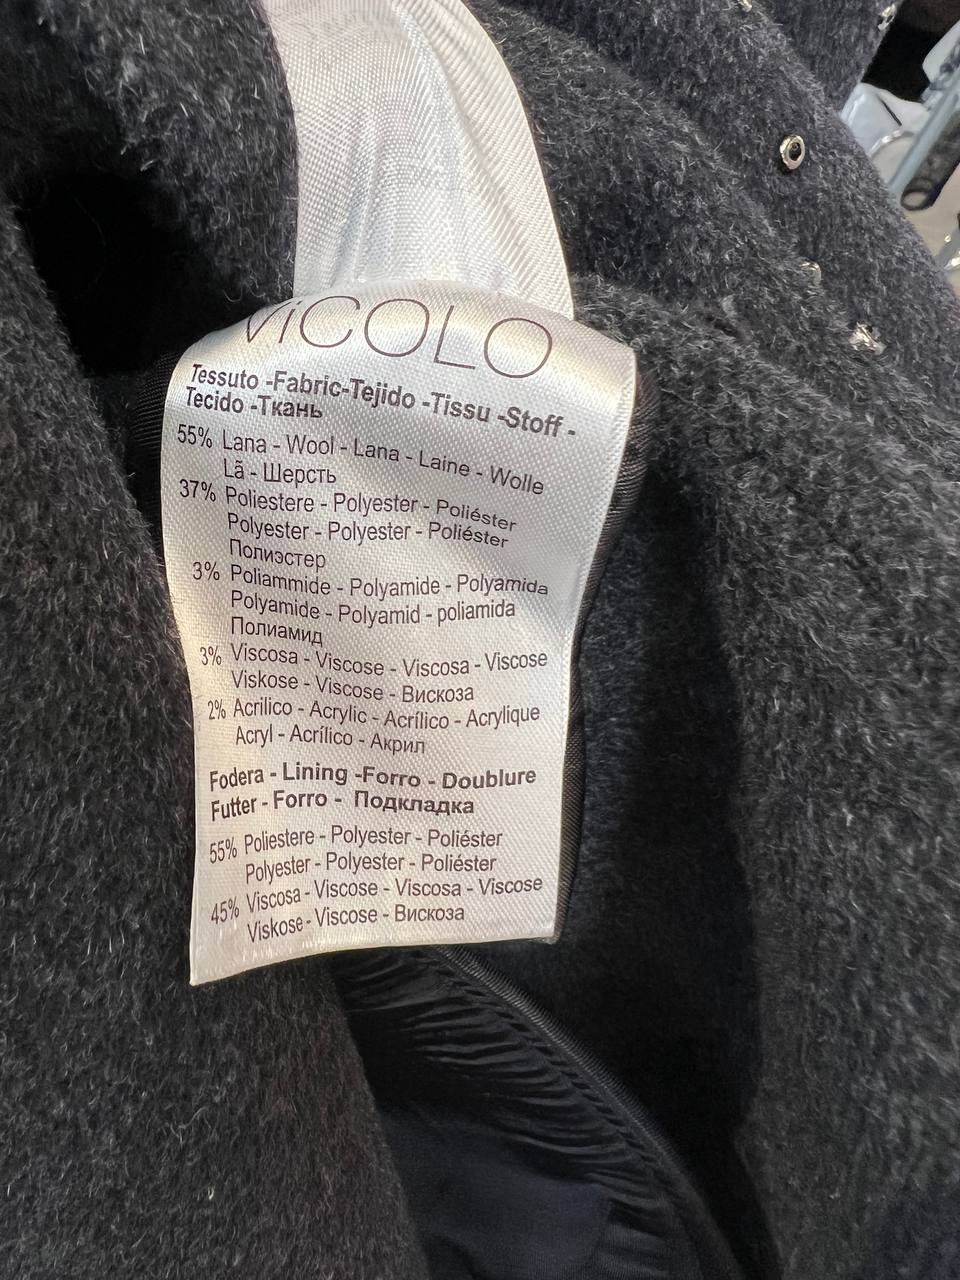 ViCOLO
Tessuto -Fabric-Tejido -Tissu -Stoff -
Tecido -Ткань
55% Lana - Wool - Lana - Laine - Wolle
Lã - Шерсть
37% Poliestere - Polyester - Poliéster
Polyester - Polyester - Poliéster
Полиэстер
3% Poliammide - Polyamide - Polyamida
Polyamide - Polyamid - poliamida
Полиамид
3% Viscosa - Viscose - Viscosa - Viscose
Viskose - Viscose - Вискоза
2% Acrilico - Acrylic - Acrílico - Acrylique
Acryl - Acrílico - Акрил
Fodera - Lining -Forro - Doublure
Futter - Forro - Подкладка
55% Poliestere - Polyester - Poliéster
Polyester - Polyester - Poliéster
45% Viscosa - Viscose - Viscosa - Viscose
Viskose - Viscose - Вискоза